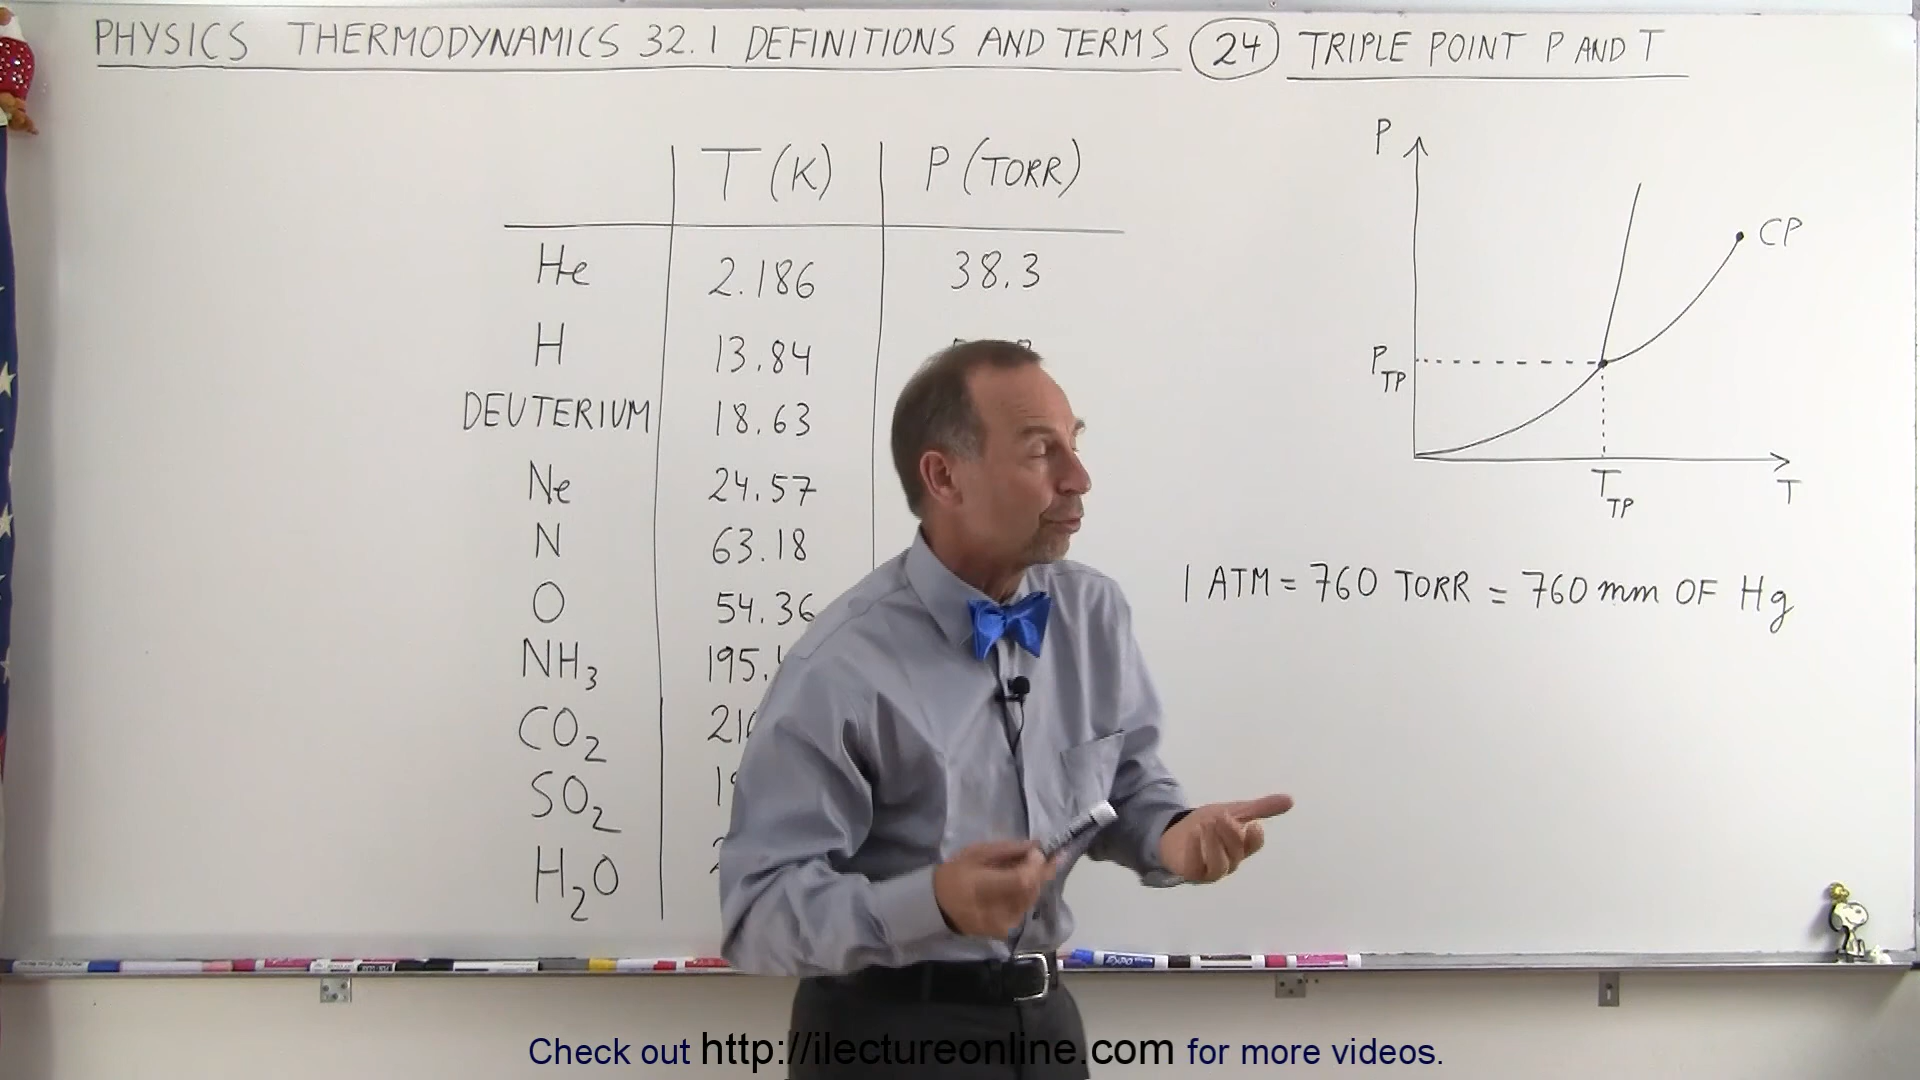 PHYSICS THERMODYNAMICS 32.1 DEFINITIONS AND TERMS 24 TRIPLE POINT P AND T
T (K) P (TORR)
He 2.186 38.3
H 13.84
DEUTERIUM 18.63
Ne 24.57
N 63.18
O 54.36
NH3 195.
CO2
SO2
H2O
P
CP
PTP
TTP
T
1 ATM = 760 TORR = 760 mm OF Hg
Check out http://ilectureonline.com for more videos.